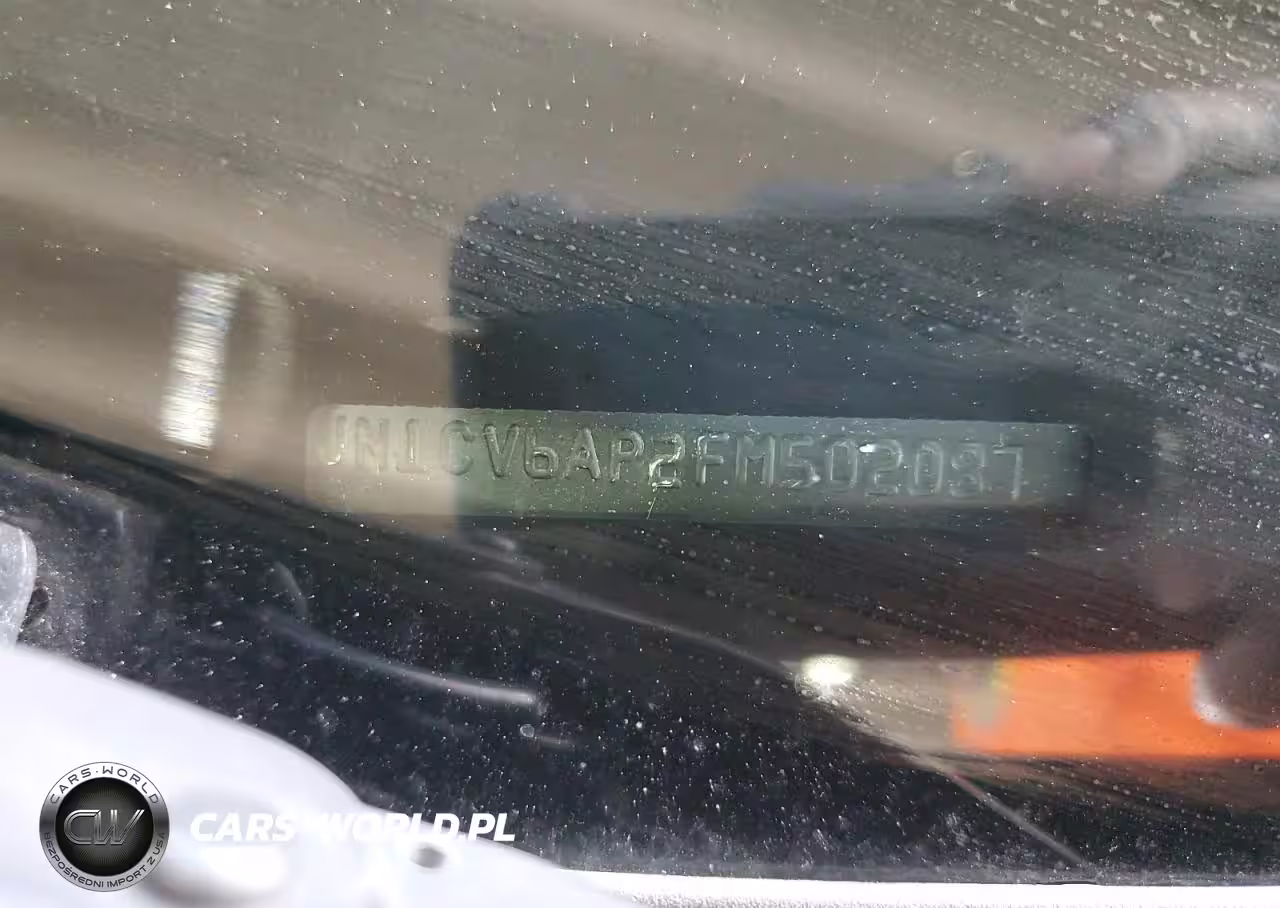 JN1CV6AP2FM502087
CARS·WORLD
CW
BEZPOŚREDNI IMPORT Z USA
CARS-WORLD.PL